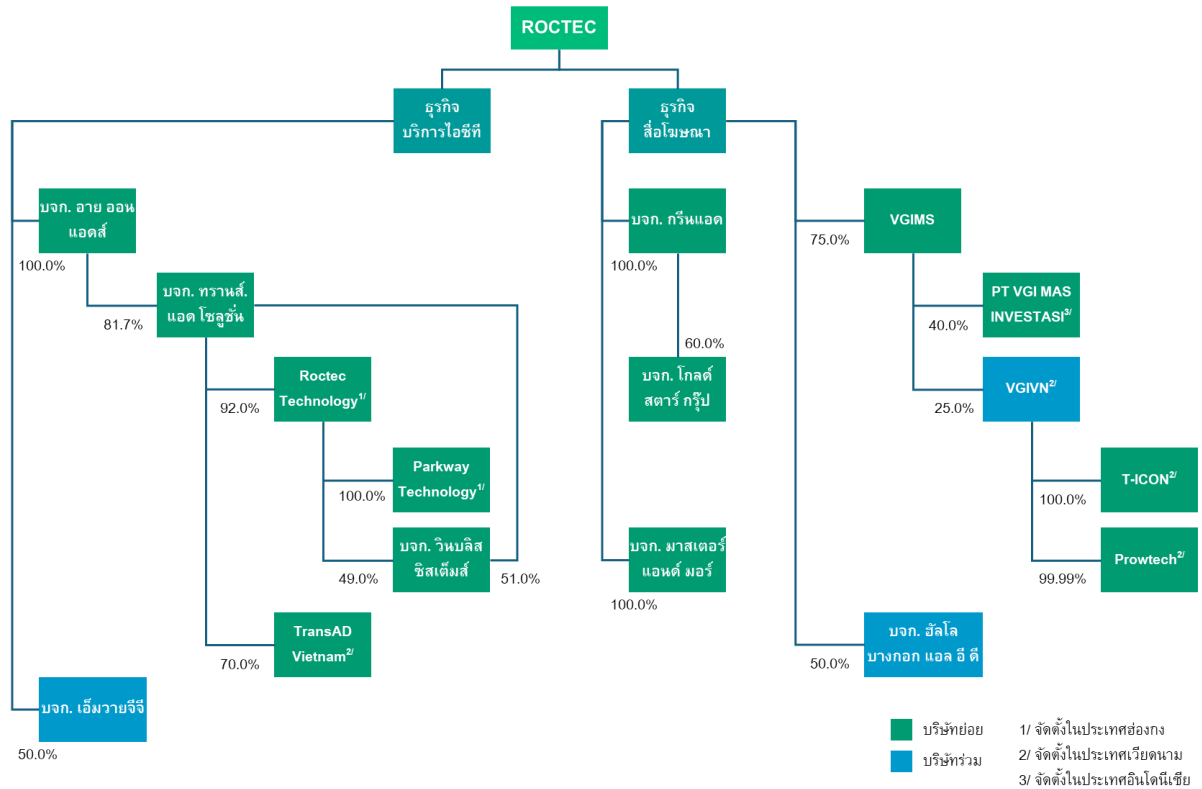 ROCTEC
ธุรกิจ
บริการไอซีที
ธุรกิจ
สื่อโฆษณา
บจก. อาย ออน
แอดส์
100.0%
บจก. ทรานส์.
แอด โซลูชั่น
81.7%
Roctec
Technology1/
92.0%
Parkway
Technology1/
100.0%
บจก. วินบลิส
ซิสเต็มส์
49.0%
51.0%
TransAD
Vietnam2/
70.0%
บจก. เอ็มวายจีจี
50.0%
บจก. กรีนแอด
100.0%
60.0%
บจก. โกลด์
สตาร์ กรุ๊ป
บจก. มาสเตอร์
แอนด์ มอร์
100.0%
VGIMS
75.0%
PT VGI MAS
INVESTASI3/
40.0%
VGIVN2/
25.0%
T-ICON2/
100.0%
Prowtech2/
99.99%
บจก. ฮัลโล
บางกอก แอล อี ดี
50.0%
บริษัทย่อย
บริษัทร่วม
1/ จัดตั้งในประเทศฮ่องกง
2/ จัดตั้งในประเทศเวียดนาม
3/ จัดตั้งในประเทศอินโดนีเซีย